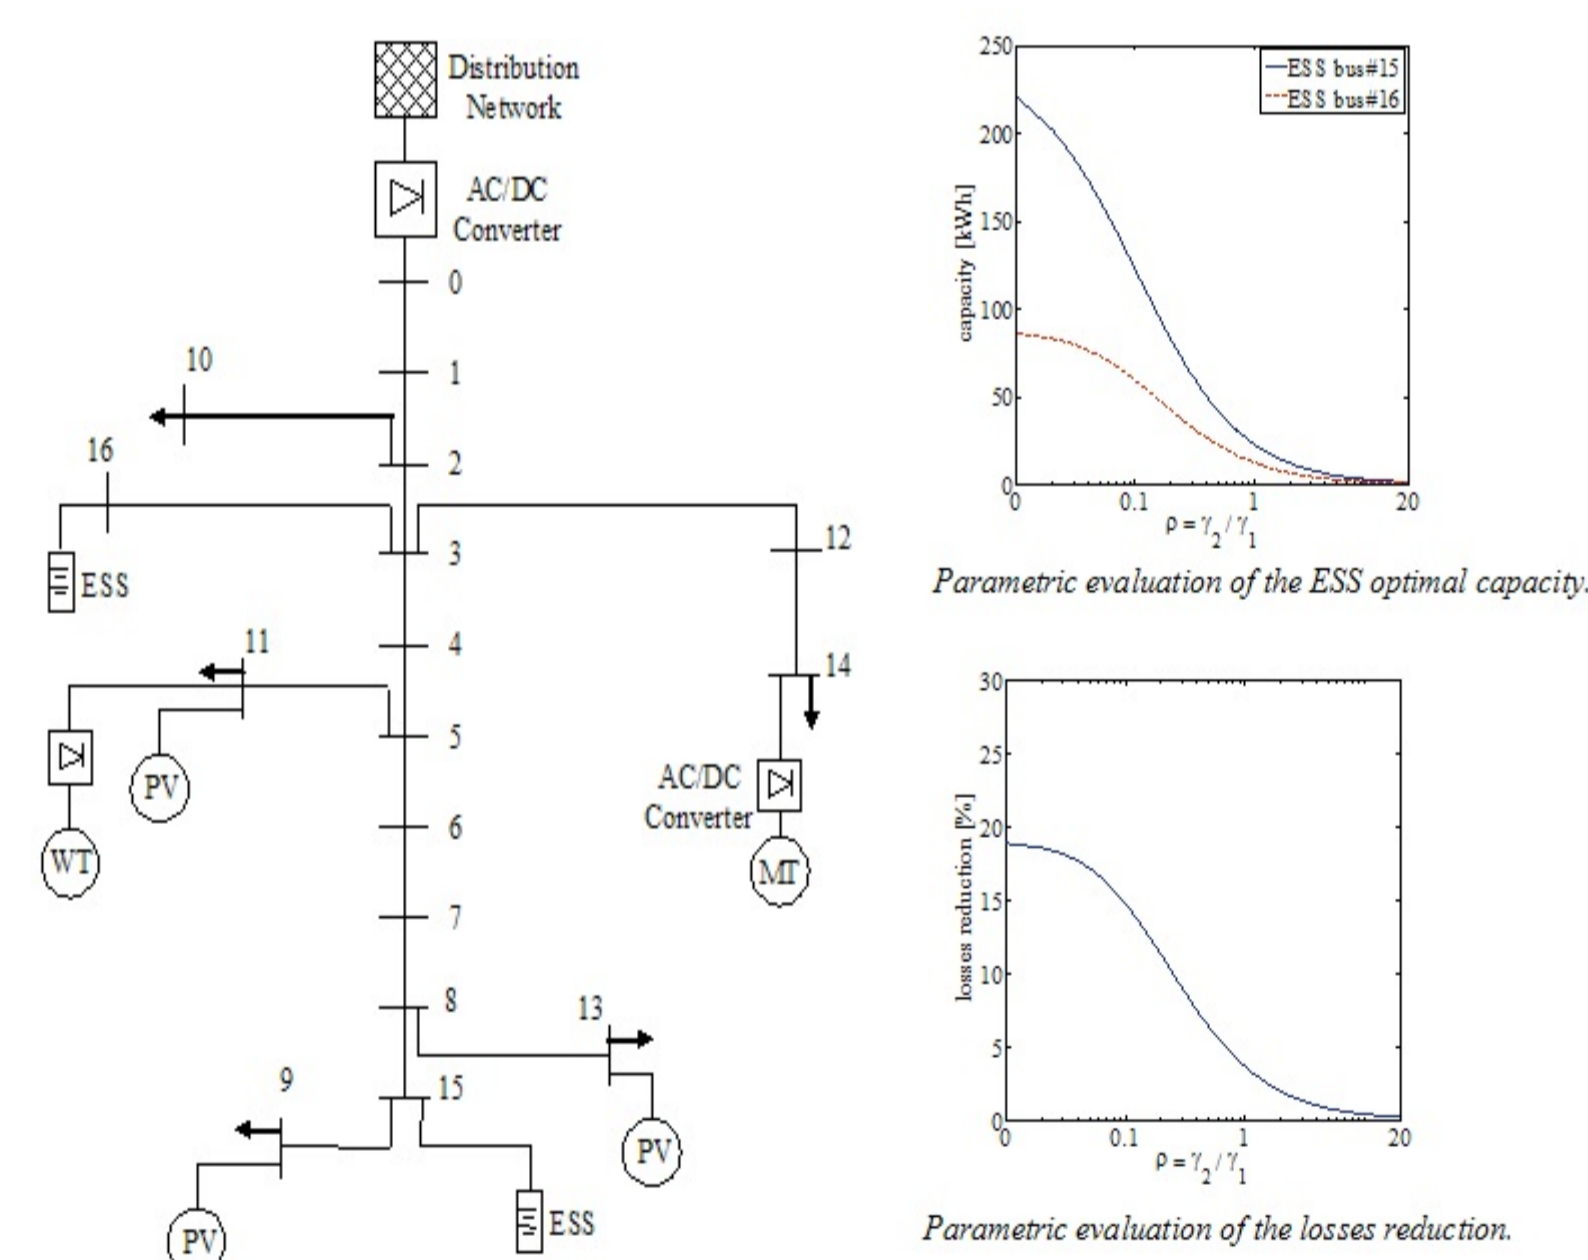 Distribution
Network
AC/DC
Converter
0
1
10
2
16
3
12
ESS
4
14
11
5
PV
AC/DC
Converter
6
WT
MT
7
8
13
15
9
PV
ESS
PV
250
200
150
100
50
0
capacity [kWh]
ESS bus#15
ESS bus#16
0 0.1 1 20
ρ = γ2 / γ1
Parametric evaluation of the ESS optimal capacity.
30
25
20
15
10
5
0
losses reduction [%]
0 0.1 1 20
ρ = γ2 / γ1
Parametric evaluation of the losses reduction.